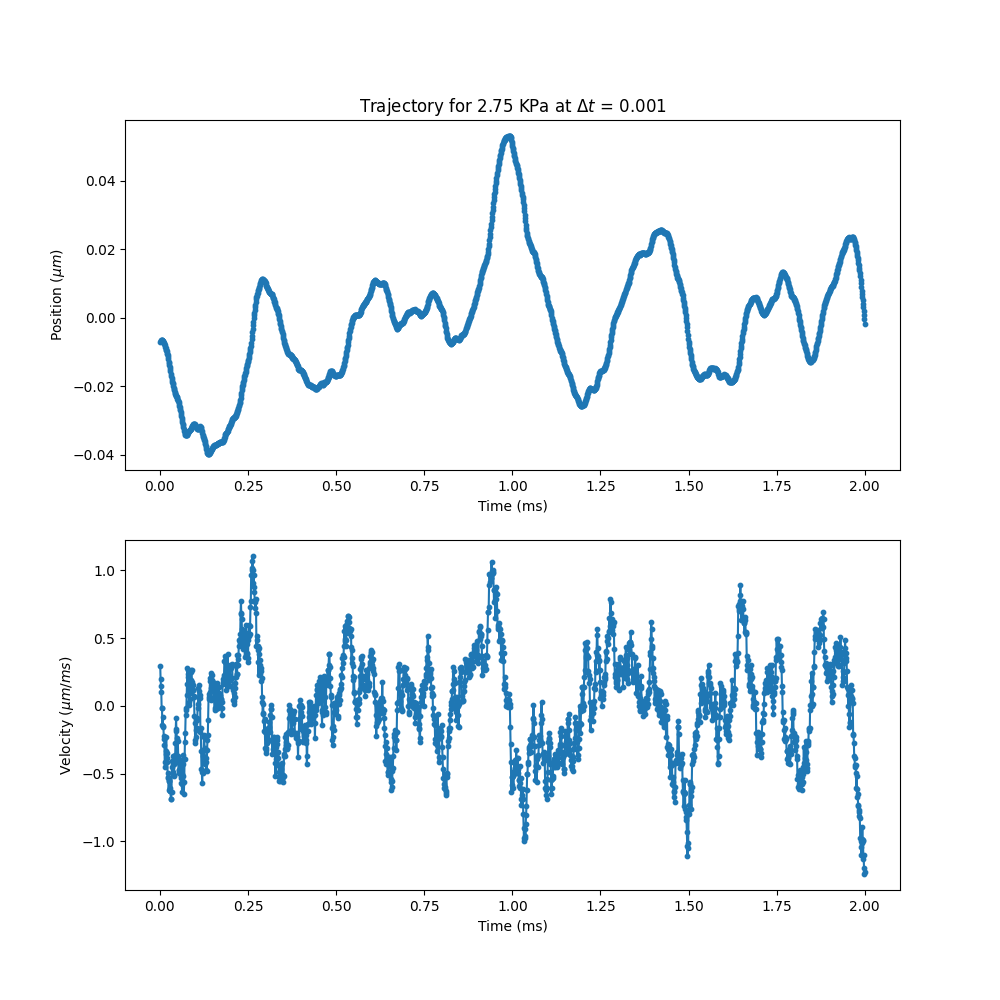 Trajectory for 2.75 KPa at Δt = 0.001
0.04
0.02
0.00
−0.02
−0.04
Position (μm)
0.00 0.25 0.50 0.75 1.00 1.25 1.50 1.75 2.00
Time (ms)
1.0
0.5
0.0
−0.5
−1.0
Velocity (μm/ms)
0.00 0.25 0.50 0.75 1.00 1.25 1.50 1.75 2.00
Time (ms)